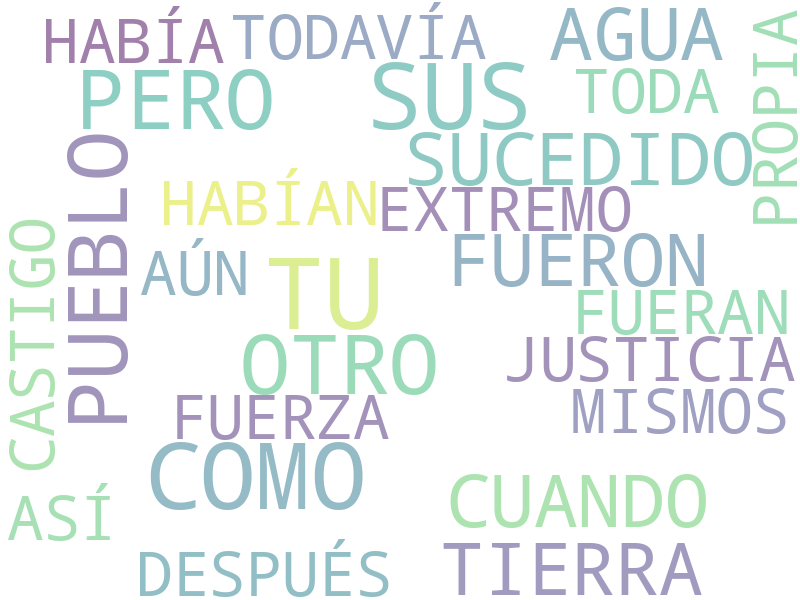 HABÍA
TODAVÍA
AGUA
PROPIA
PERO
SUS
TODA
SUCEDIDO
PUEBLO
HABÍAN
EXTREMO
CASTIGO
AÚN
TU
FUERON
FUERAN
OTRO
JUSTICIA
FUERZA
MISMOS
COMO
CUANDO
ASÍ
DESPUÉS
TIERRA